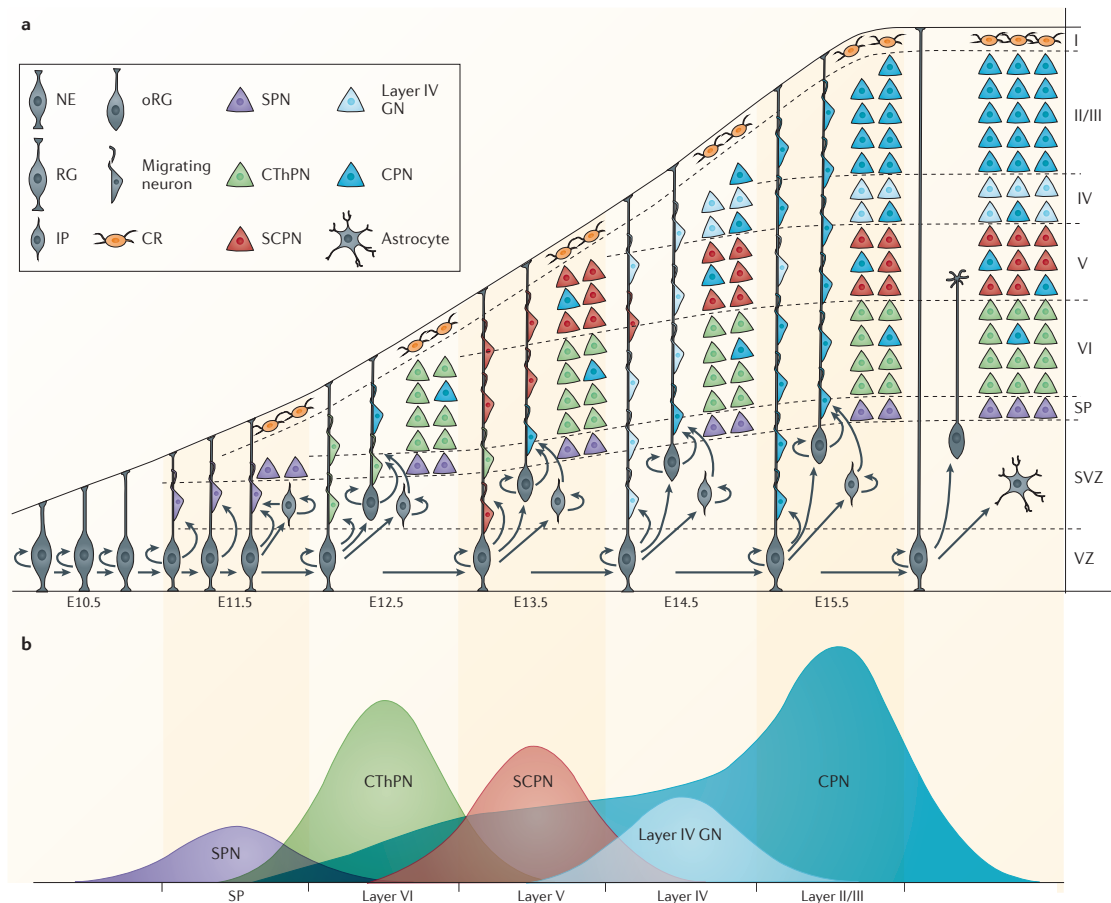 a
NE
oRG
SPN
Layer IV
GN
RG
Migrating
neuron
CThPN
CPN
IP
CR
SCPN
Astrocyte
I
II/III
IV
V
VI
SP
SVZ
VZ
E10.5
E11.5
E12.5
E13.5
E14.5
E15.5
b
SPN
CThPN
SCPN
Layer IV GN
CPN
SP
Layer VI
Layer V
Layer IV
Layer II/III